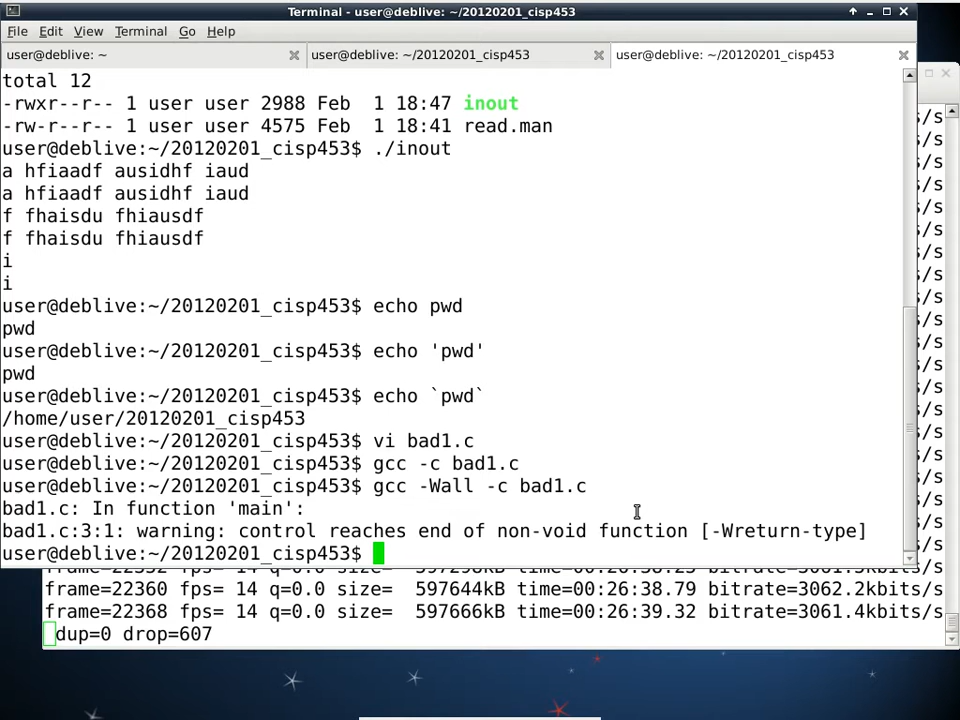 Terminal - user@deblive: ~/20120201_cisp453
File Edit View Terminal Go Help
user@deblive: ~
user@deblive: ~/20120201_cisp453
user@deblive: ~/20120201_cisp453
total 12
-rwxr--r-- 1 user user 2988 Feb  1 18:47 inout
-rw-r--r-- 1 user user 4575 Feb  1 18:41 read.man
user@deblive:~/20120201_cisp453$ ./inout
a hfiaadf ausidhf iaud
a hfiaadf ausidhf iaud
f fhaisdu fhiausdf
f fhaisdu fhiausdf
i
i
user@deblive:~/20120201_cisp453$ echo pwd
pwd
user@deblive:~/20120201_cisp453$ echo 'pwd'
pwd
user@deblive:~/20120201_cisp453$ echo `pwd`
/home/user/20120201_cisp453
user@deblive:~/20120201_cisp453$ vi bad1.c
user@deblive:~/20120201_cisp453$ gcc -c bad1.c
user@deblive:~/20120201_cisp453$ gcc -Wall -c bad1.c
bad1.c: In function 'main':
bad1.c:3:1: warning: control reaches end of non-void function [-Wreturn-type]
user@deblive:~/20120201_cisp453$
frame=22360 fps= 14 q=0.0 size=  597644kB time=00:26:38.79 bitrate=3062.2kbits/s
frame=22368 fps= 14 q=0.0 size=  597666kB time=00:26:39.32 bitrate=3061.4kbits/s
dup=0 drop=607